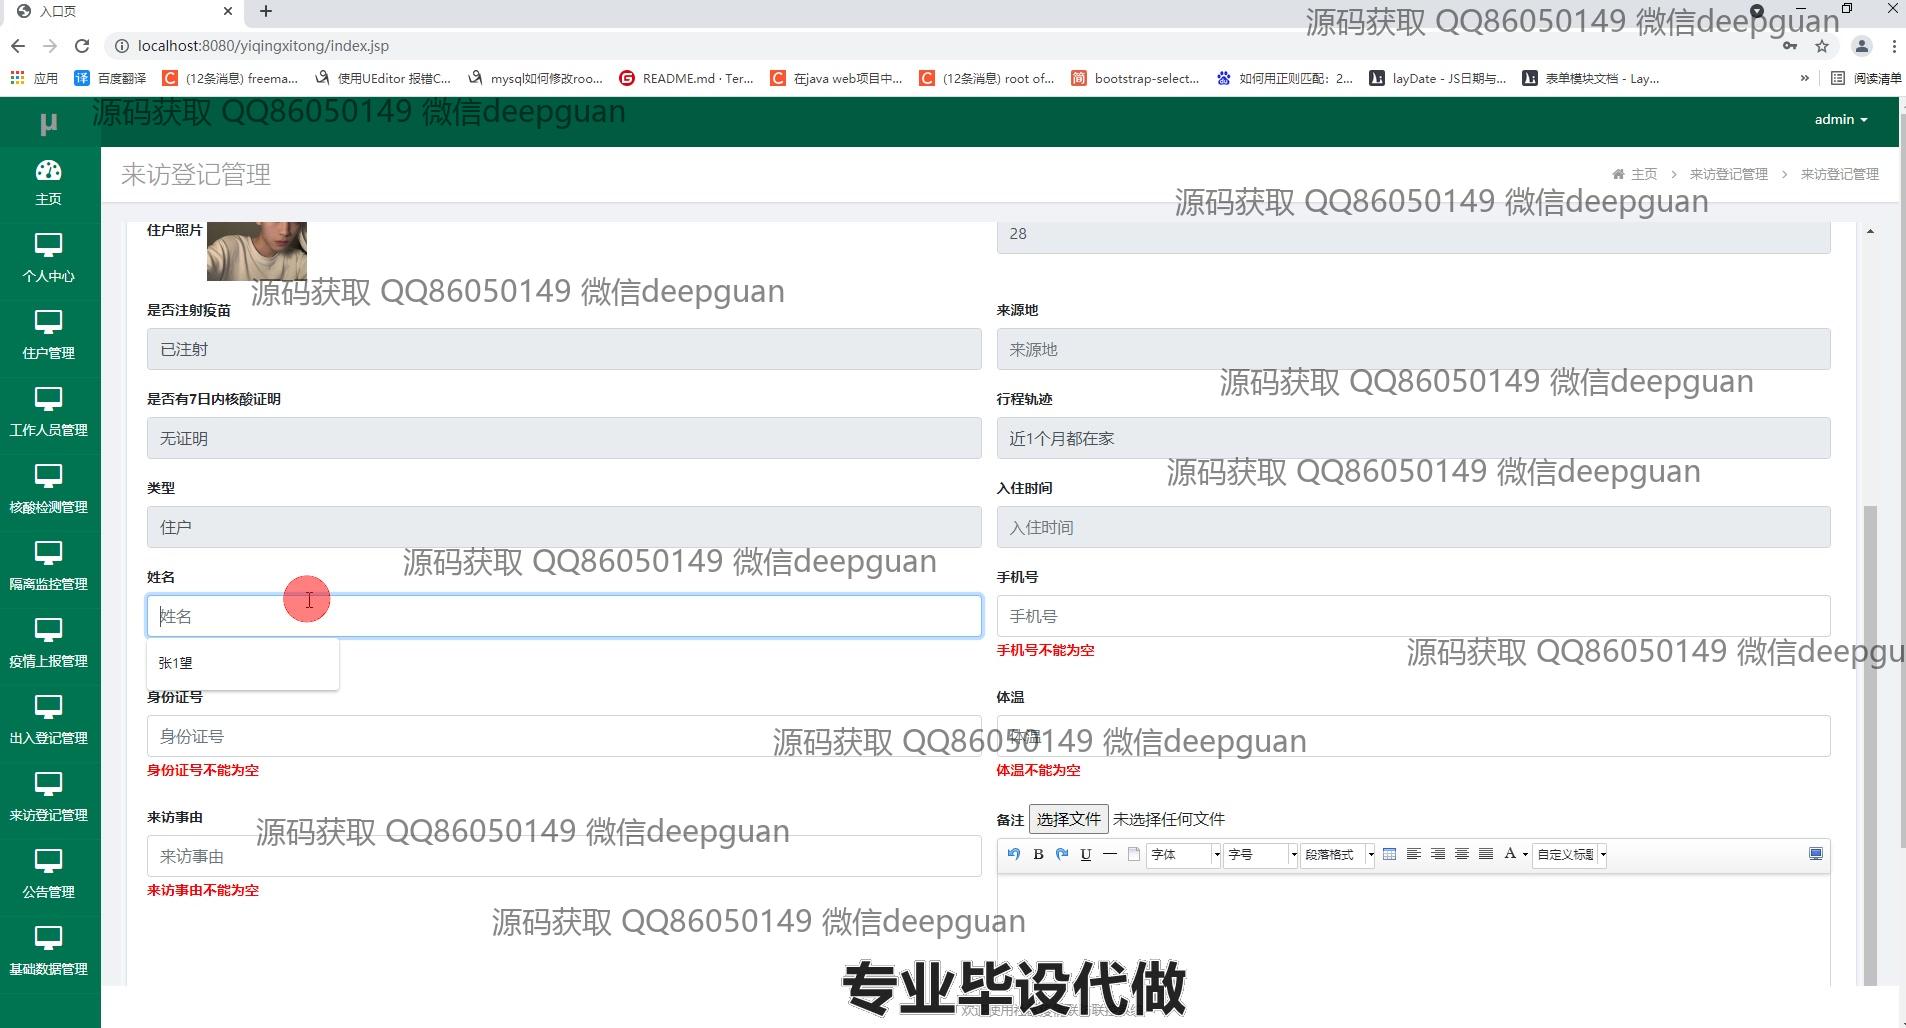 入口页
源码获取 QQ86050149 微信deepguan
localhost:8080/yiqingxitong/index.jsp
应用
百度翻译
(12条消息) freema...
使用UEditor 报错C...
mysql如何修改roo...
README.md · Ter...
在java web项目中...
(12条消息) root of...
bootstrap-select...
如何用正则匹配：2...
layDate - JS日期与...
表单模块文档 - Lay...
»
阅读清单
μ
源码获取 QQ86050149 微信deepguan
admin
主页
个人中心
住户管理
工作人员管理
核酸检测管理
隔离监控管理
疫情上报管理
出入登记管理
来访登记管理
公告管理
基础数据管理
来访登记管理
主页 > 来访登记管理 > 来访登记管理
源码获取 QQ86050149 微信deepguan
住户照片
28
源码获取 QQ86050149 微信deepguan
是否注射疫苗
来源地
已注射
来源地
源码获取 QQ86050149 微信deepguan
是否有7日内核酸证明
行程轨迹
无证明
近1个月都在家
源码获取 QQ86050149 微信deepguan
类型
入住时间
住户
入住时间
源码获取 QQ86050149 微信deepguan
姓名
手机号
姓名
手机号
张1望
手机号不能为空
源码获取 QQ86050149 微信deepgu
身份证号
体温
身份证号
体温
源码获取 QQ86050149 微信deepguan
身份证号不能为空
体温不能为空
来访事由
备注 选择文件 未选择任何文件
源码获取 QQ86050149 微信deepguan
来访事由
B U 字体 字号 段落格式 A 自定义标题
来访事由不能为空
源码获取 QQ86050149 微信deepguan
专业毕设代做